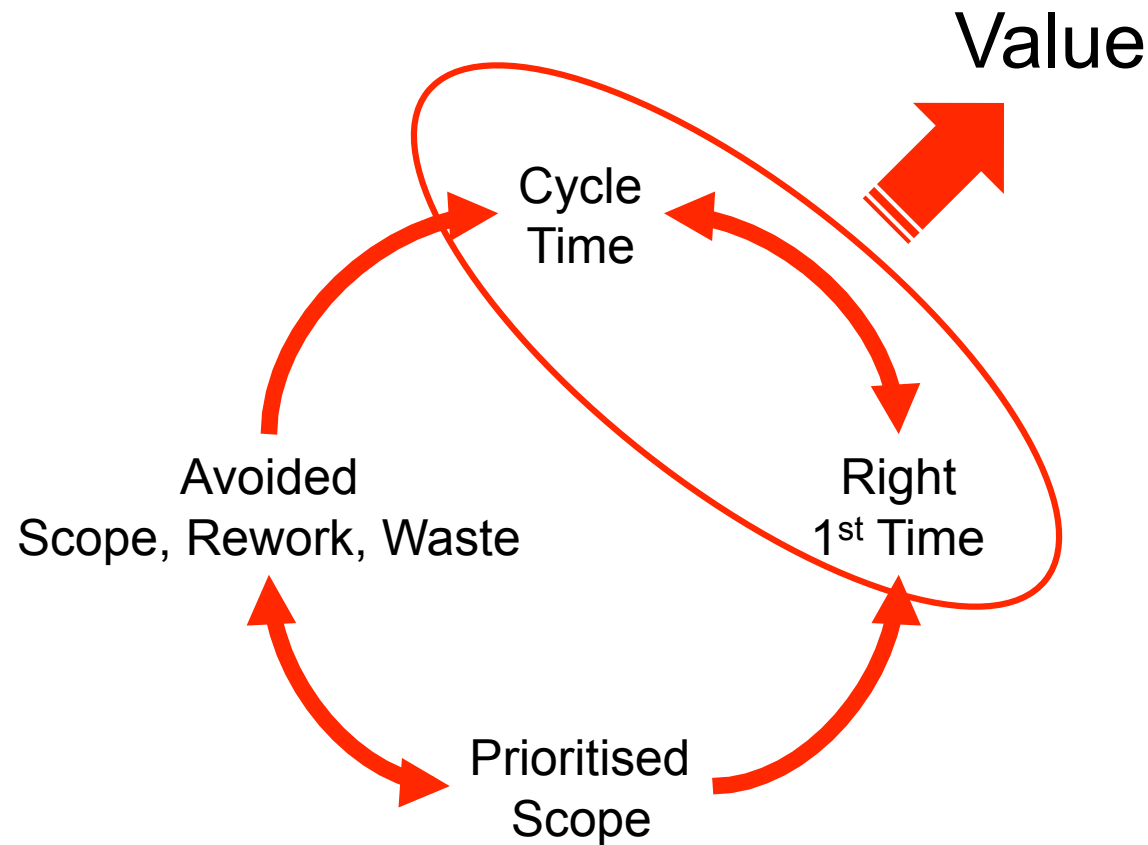 Value
Cycle
Time
Avoided
Scope, Rework, Waste
Right
1st Time
Prioritised
Scope